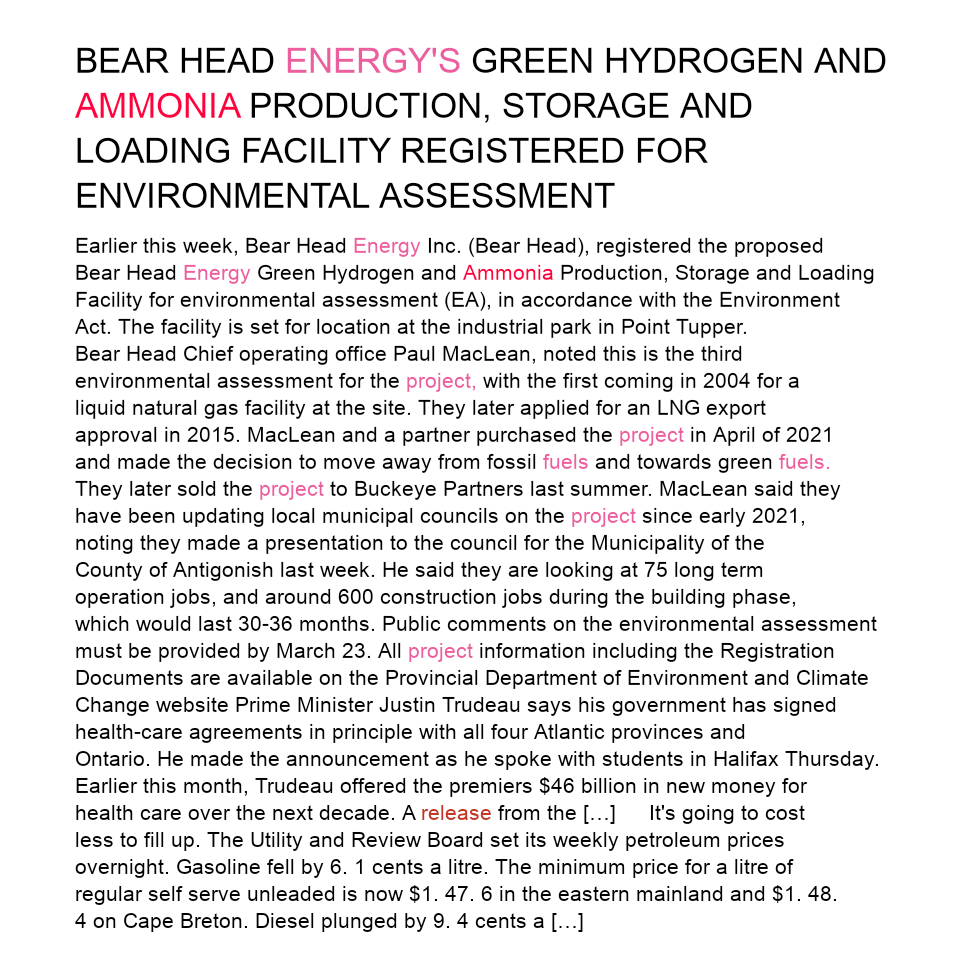 BEAR HEAD ENERGY'S GREEN HYDROGEN AND
AMMONIA PRODUCTION, STORAGE AND
LOADING FACILITY REGISTERED FOR
ENVIRONMENTAL ASSESSMENT
Earlier this week, Bear Head Energy Inc. (Bear Head), registered the proposed
Bear Head Energy Green Hydrogen and Ammonia Production, Storage and Loading
Facility for environmental assessment (EA), in accordance with the Environment
Act. The facility is set for location at the industrial park in Point Tupper.
Bear Head Chief operating office Paul MacLean, noted this is the third
environmental assessment for the project, with the first coming in 2004 for a
liquid natural gas facility at the site. They later applied for an LNG export
approval in 2015. MacLean and a partner purchased the project in April of 2021
and made the decision to move away from fossil fuels and towards green fuels.
They later sold the project to Buckeye Partners last summer. MacLean said they
have been updating local municipal councils on the project since early 2021,
noting they made a presentation to the council for the Municipality of the
County of Antigonish last week. He said they are looking at 75 long term
operation jobs, and around 600 construction jobs during the building phase,
which would last 30-36 months. Public comments on the environmental assessment
must be provided by March 23. All project information including the Registration
Documents are available on the Provincial Department of Environment and Climate
Change website Prime Minister Justin Trudeau says his government has signed
health-care agreements in principle with all four Atlantic provinces and
Ontario. He made the announcement as he spoke with students in Halifax Thursday.
Earlier this month, Trudeau offered the premiers $46 billion in new money for
health care over the next decade. A release from the […] It's going to cost
less to fill up. The Utility and Review Board set its weekly petroleum prices
overnight. Gasoline fell by 6. 1 cents a litre. The minimum price for a litre of
regular self serve unleaded is now $1. 47. 6 in the eastern mainland and $1. 48.
4 on Cape Breton. Diesel plunged by 9. 4 cents a […]